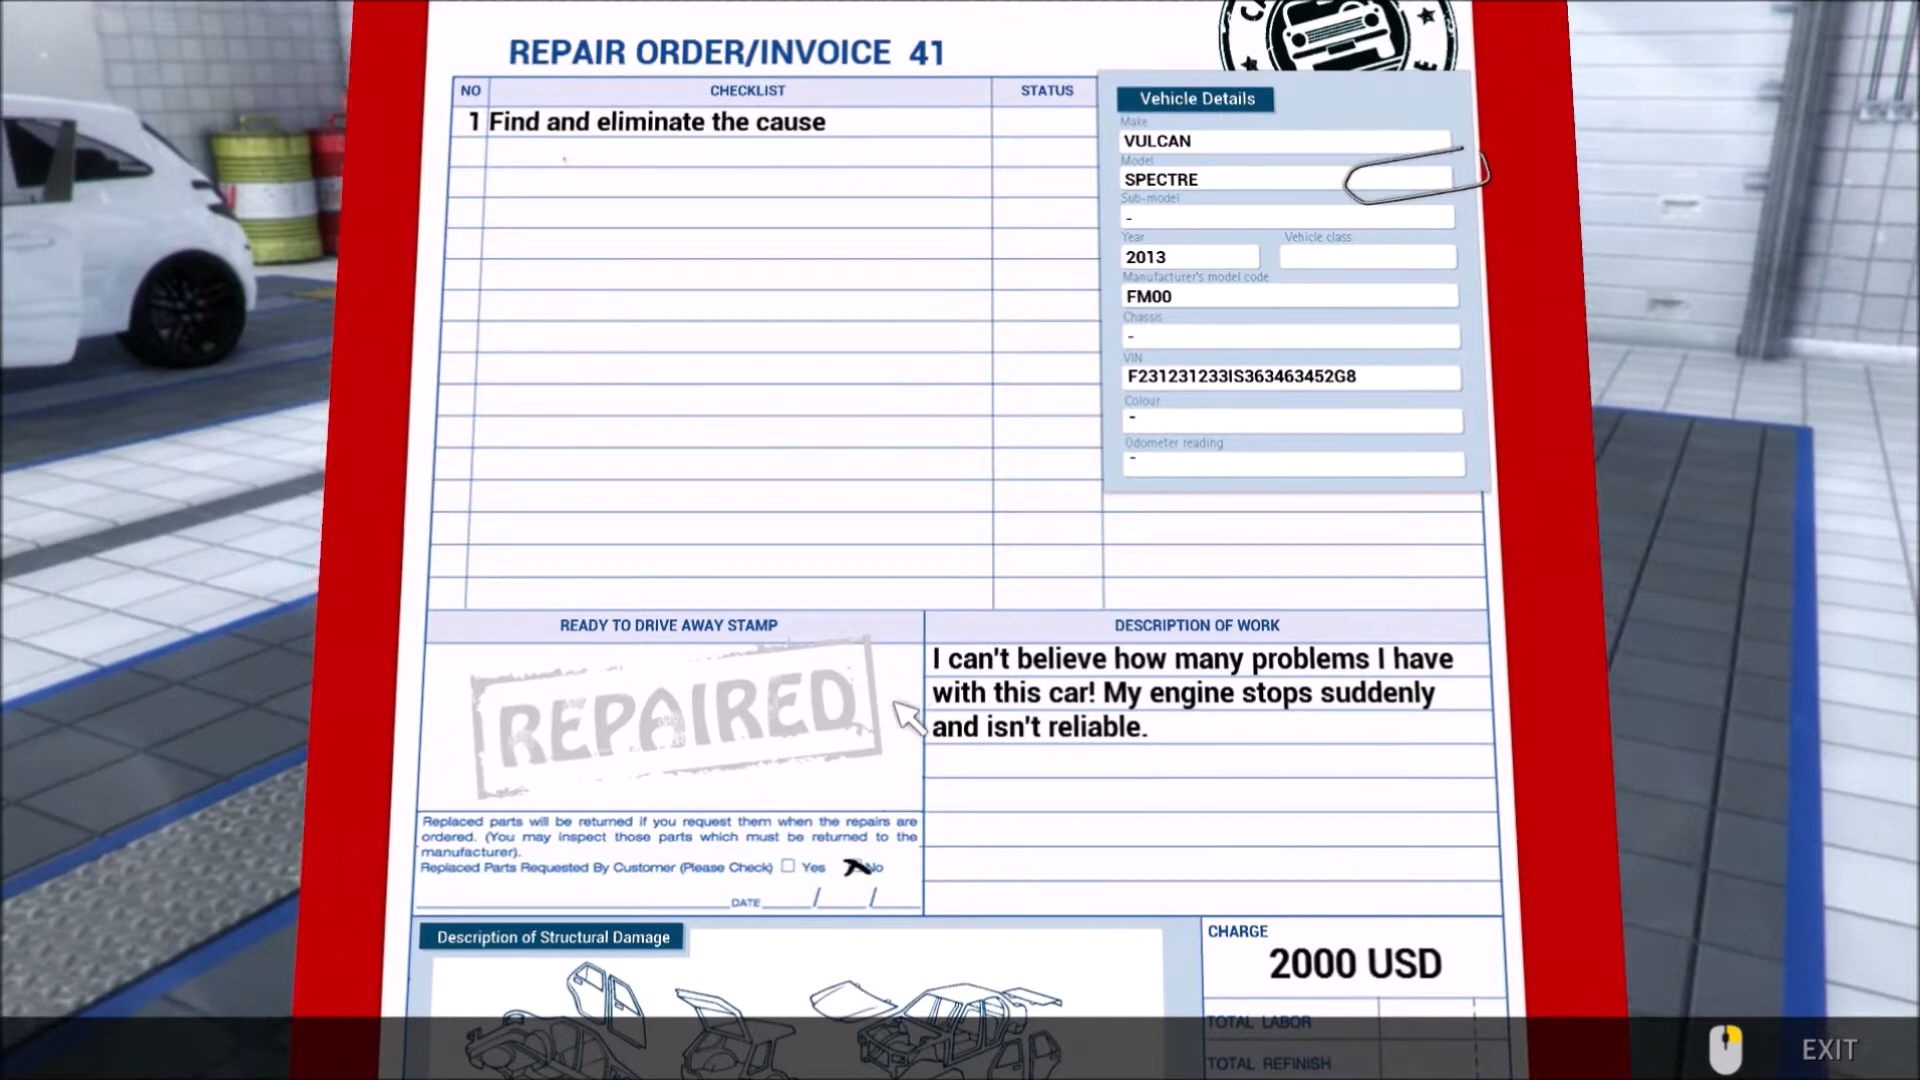 REPAIR ORDER/INVOICE 41
NO CHECKLIST STATUS
1 Find and eliminate the cause
Vehicle Details
Make
VULCAN
Model
SPECTRE
Sub-model
-
Year Vehicle class
2013
Manufacturer's model code
FM00
Chassis
-
VIN
F231231233IS363463452G8
Colour
-
Odometer reading
-
READY TO DRIVE AWAY STAMP
REPAIRED
DESCRIPTION OF WORK
I can't believe how many problems I have
with this car! My engine stops suddenly
and isn't reliable.
Replaced parts will be returned if you request them when the repairs are
ordered. (You may inspect those parts which must be returned to the
manufacturer).
Replaced Parts Requested By Customer (Please Check) Yes No
DATE / /
Description of Structural Damage
CHARGE
2000 USD
TOTAL LABOR
TOTAL REFINISH
EXIT